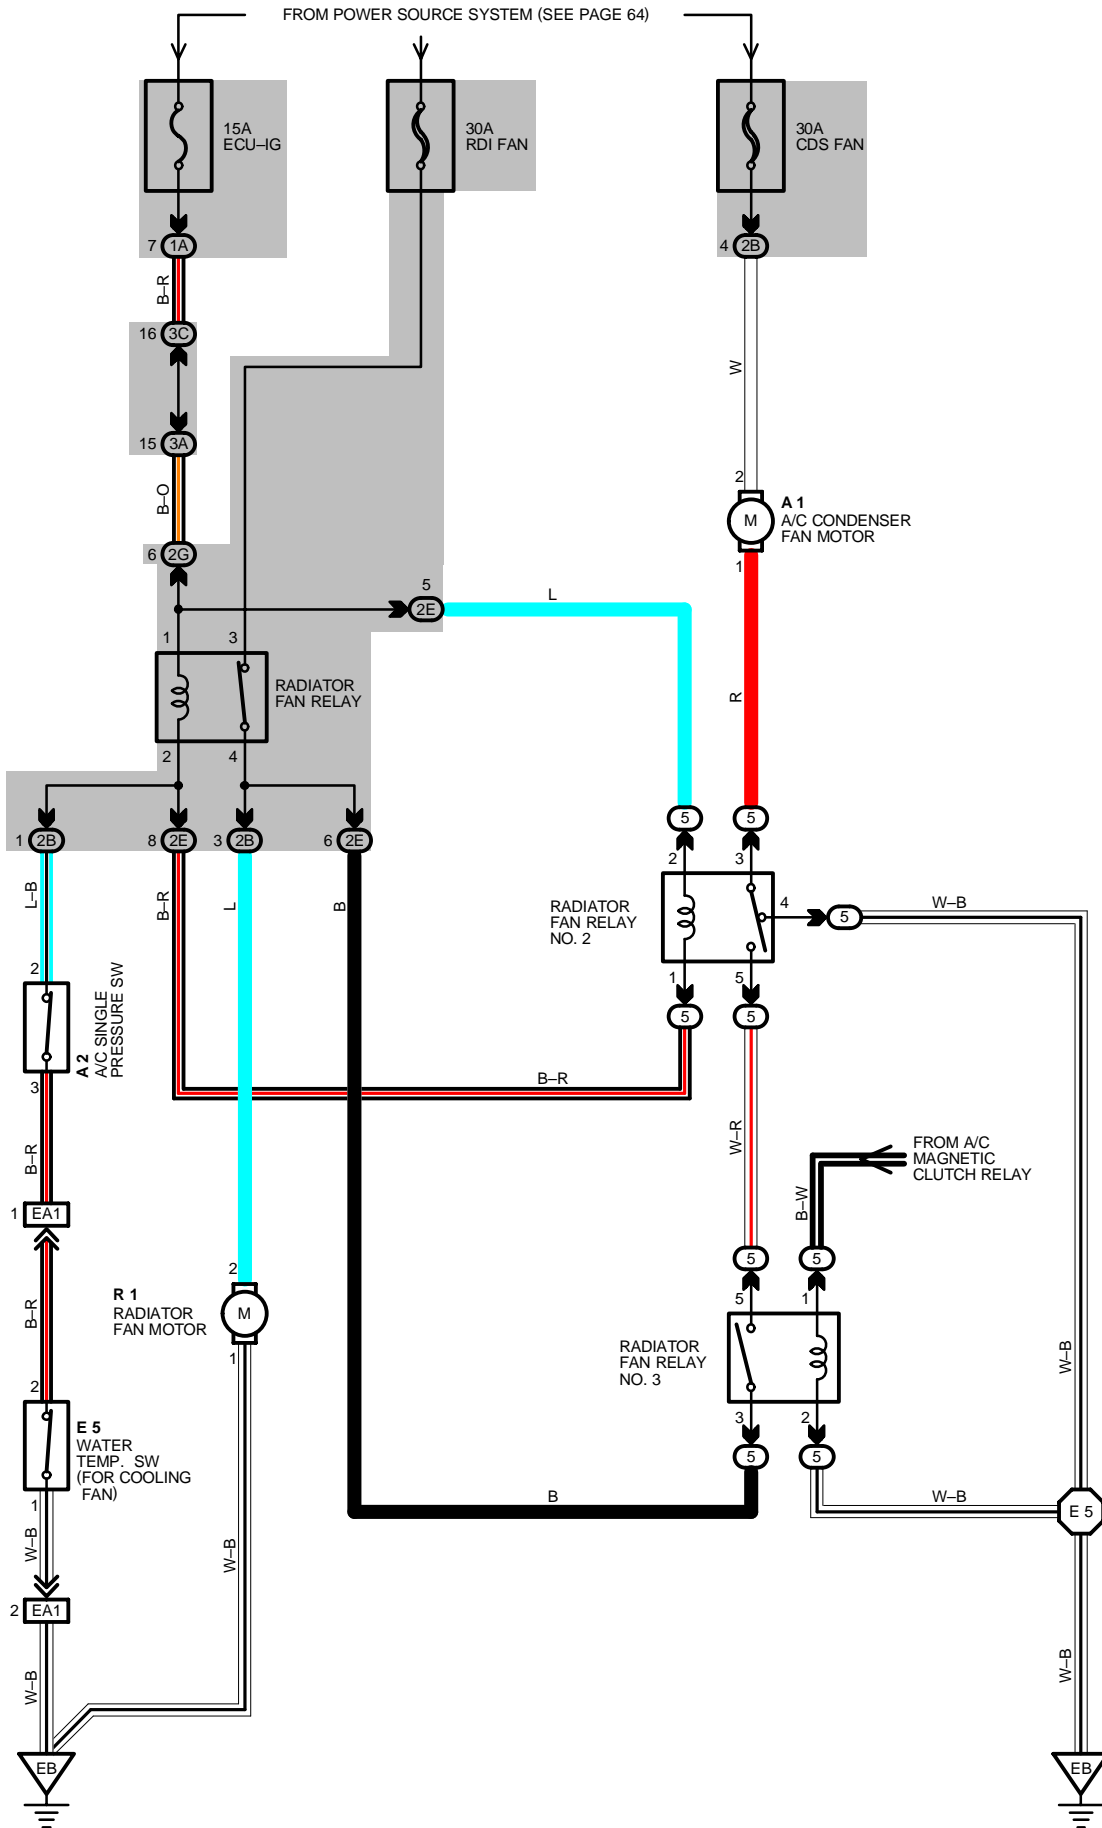 FROM POWER SOURCE SYSTEM (SEE PAGE 64)
15A
ECU–IG
30A
RDI FAN
30A
CDS FAN
7 1A
4 2B
B–R
16 3C
W
15 3A
B–O
2
A 1
A/C CONDENSER
FAN MOTOR
M
1
6 2G
5
2E
L
1
3
RADIATOR
FAN RELAY
R
2
4
1 2B
8 2E
3 2B
6 2E
5
5
2
3
L–B
B–R
L
B
RADIATOR
FAN RELAY
NO. 2
4
5
W–B
2
1
5
A 2
A/C SINGLE
PRESSURE SW
5
5
3
B–R
B–R
W–R
FROM A/C
MAGNETIC
CLUTCH RELAY
B–W
1 EA1
5
5
2
R 1
RADIATOR
FAN MOTOR
M
B–R
5
1
1
RADIATOR
FAN RELAY
NO. 3
W–B
2
E 5
WATER
TEMP. SW
(FOR COOLING
FAN)
3
2
5
5
1
B
W–B
E 5
W–B
W–B
2 EA1
W–B
W–B
EB
EB